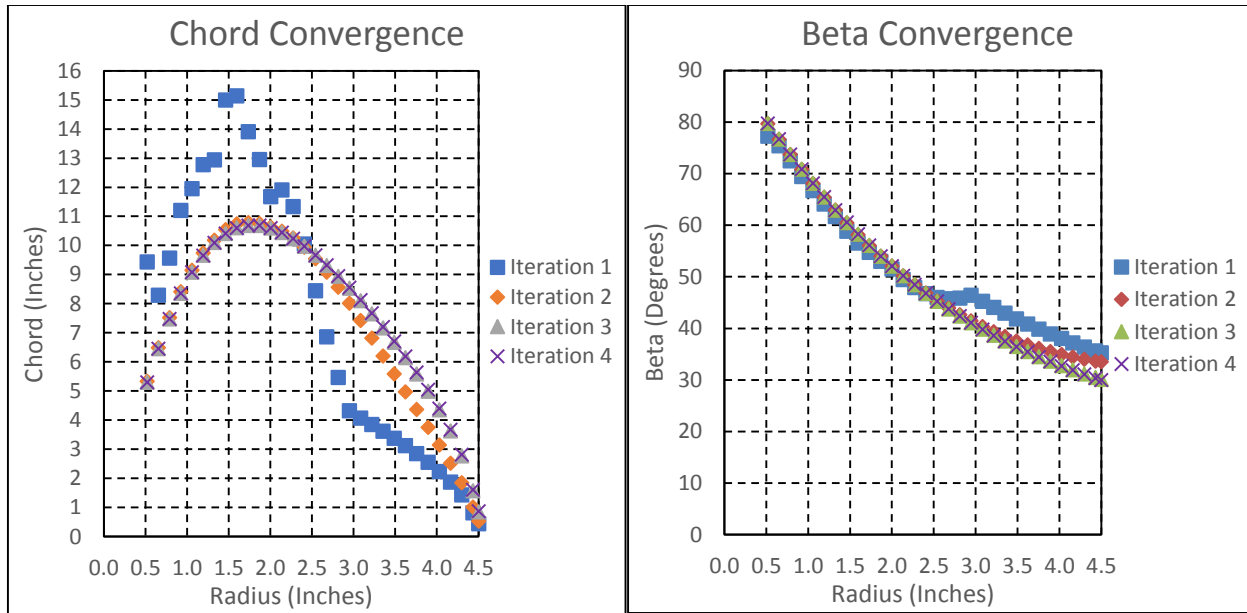 Chord Convergence
16
15
14
13
12
11
10
9
8
7
6
5
4
3
2
1
0
Chord (Inches)
0.0 0.5 1.0 1.5 2.0 2.5 3.0 3.5 4.0 4.5
Radius (Inches)
Iteration 1
Iteration 2
Iteration 3
Iteration 4
Beta Convergence
90
80
70
60
50
40
30
20
10
0
Beta (Degrees)
0.0 0.5 1.0 1.5 2.0 2.5 3.0 3.5 4.0 4.5
Radius (Inches)
Iteration 1
Iteration 2
Iteration 3
Iteration 4